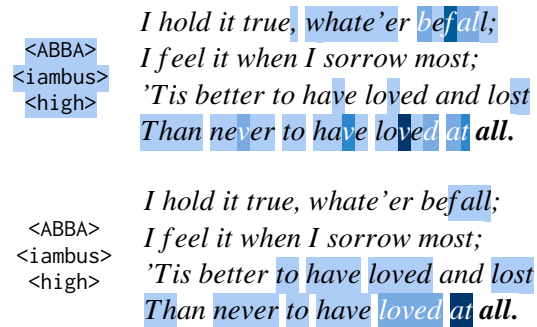 <ABBA>
<iambus>
<high>
I hold it true, whate’er befall;
I feel it when I sorrow most;
’Tis better to have loved and lost
Than never to have loved at all.
<ABBA>
<iambus>
<high>
I hold it true, whate’er befall;
I feel it when I sorrow most;
’Tis better to have loved and lost
Than never to have loved at all.